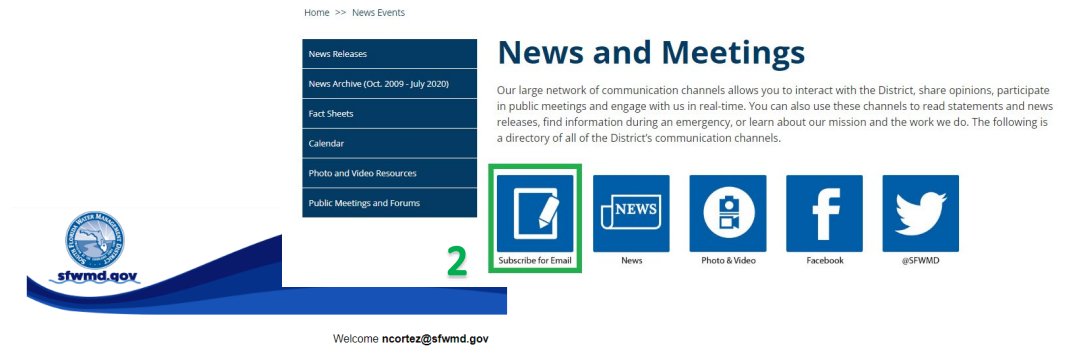 Home >> News Events
News Releases
News Archive (Oct. 2009 - July 2020)
Fact Sheets
Calendar
Photo and Video Resources
Public Meetings and Forums
News and Meetings
Our large network of communication channels allows you to interact with the District, share opinions, participate
in public meetings and engage with us in real-time. You can also use these channels to read statements and news
releases, find information during an emergency, or learn about our mission and the work we do. The following is
a directory of all of the District's communication channels.
NEWS
2
Subscribe for Email
News
Photo & Video
Facebook
@SFWMD
SOUTH FLORIDA WATER MANAGEMENT DISTRICT
sfwmd.gov
Welcome ncortez@sfwmd.gov